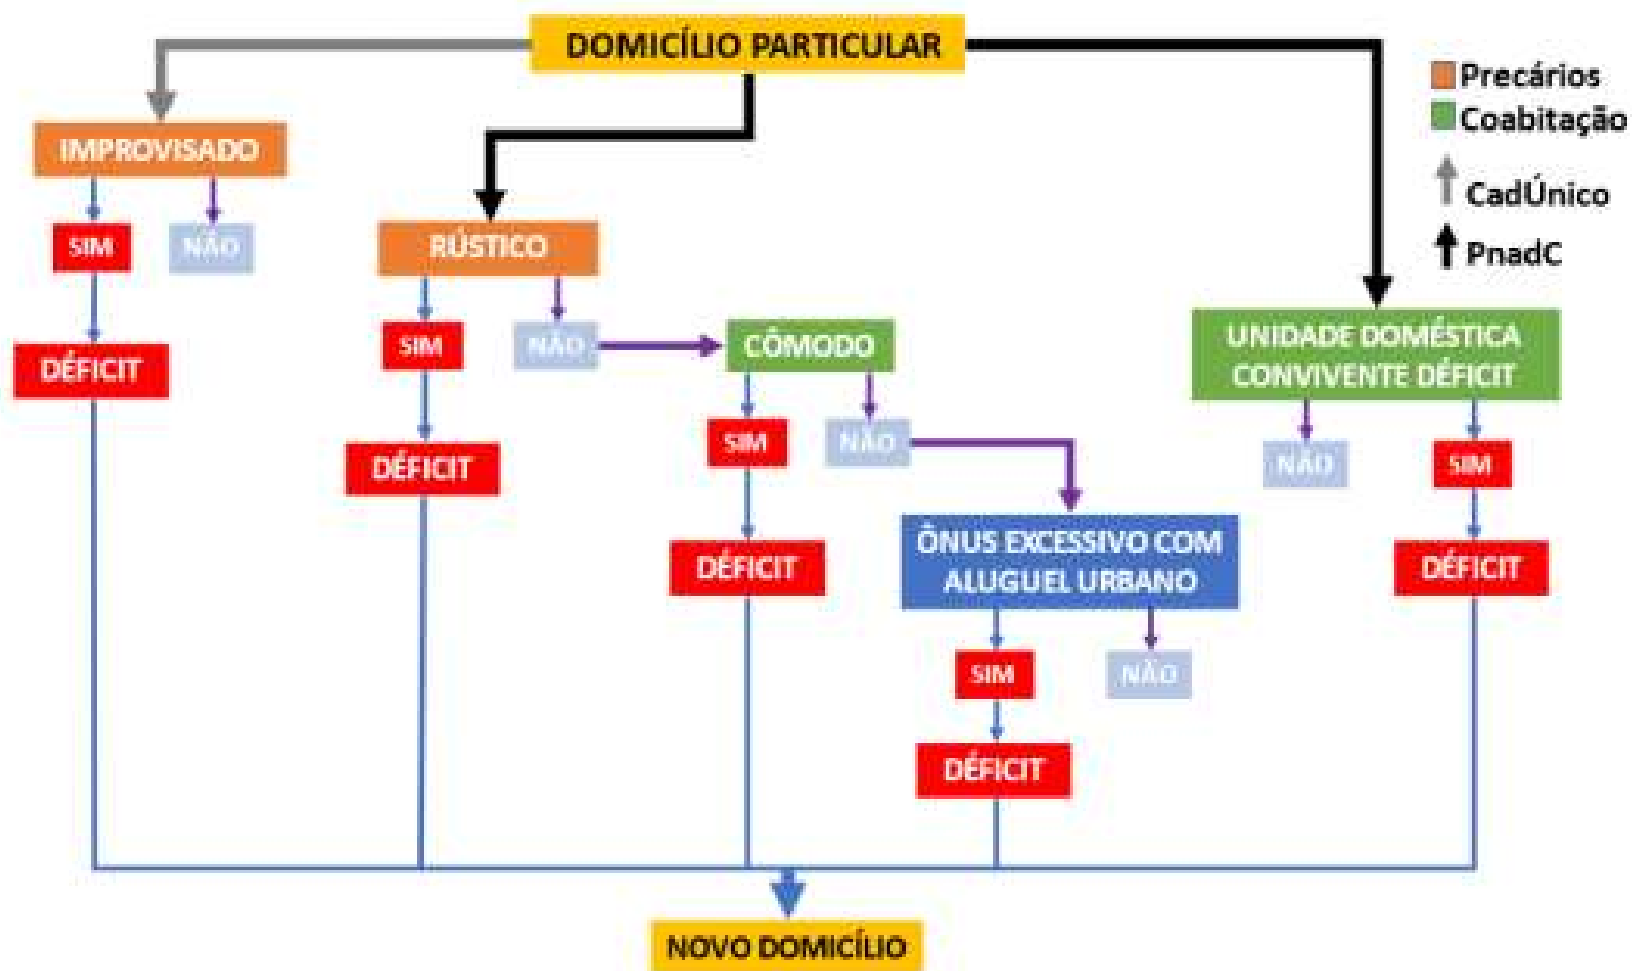 DOMICÍLIO PARTICULAR
Precários
Coabitação
CadÚnico
PnadC
IMPROVISADO
SIM
NÃO
DÉFICIT
RÚSTICO
SIM
NÃO
DÉFICIT
CÔMODO
SIM
NÃO
DÉFICIT
ÔNUS EXCESSIVO COM
ALUGUEL URBANO
SIM
NÃO
DÉFICIT
UNIDADE DOMÉSTICA
CONVIVENTE DÉFICIT
NÃO
SIM
DÉFICIT
NOVO DOMICÍLIO